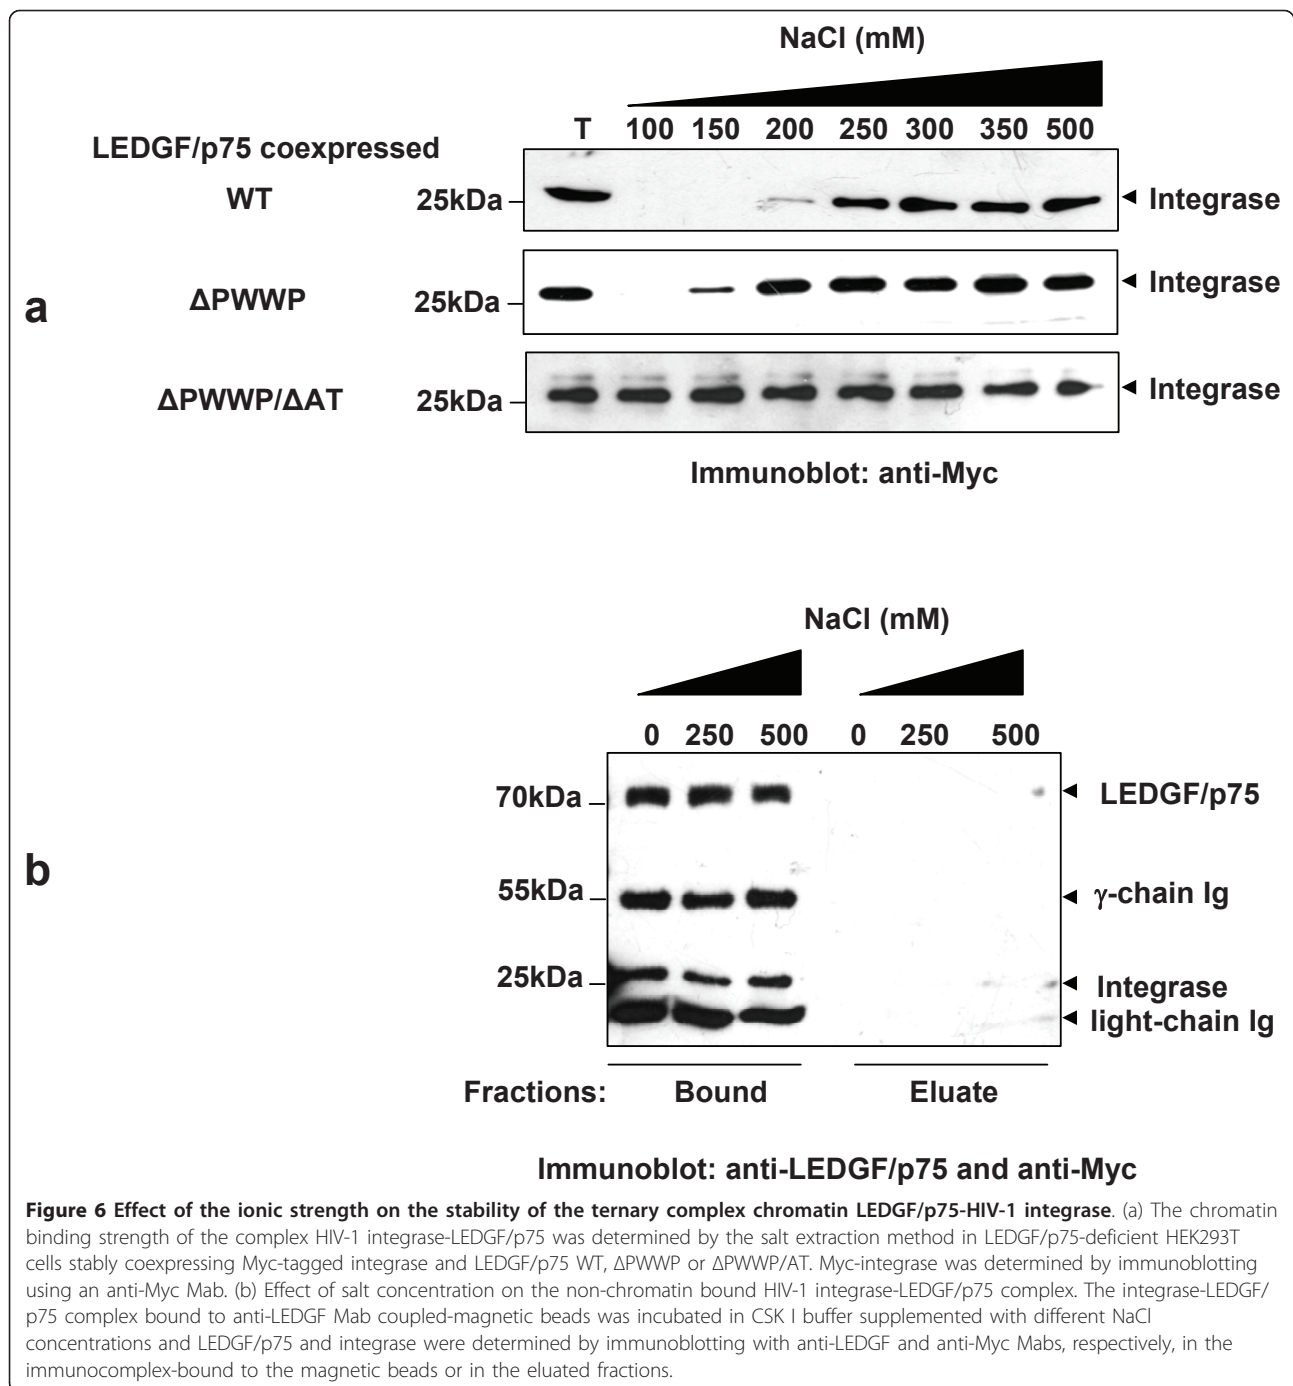 NaCl (mM)
T 100 150 200 250 300 350 500
LEDGF/p75 coexpressed
WT 25kDa Integrase
a
ΔPWWP 25kDa Integrase
ΔPWWP/ΔAT 25kDa Integrase
Immunoblot: anti-Myc
NaCl (mM)
0 250 500 0 250 500
70kDa LEDGF/p75
b
55kDa γ-chain Ig
25kDa Integrase
light-chain Ig
Fractions: Bound Eluate
Immunoblot: anti-LEDGF/p75 and anti-Myc
Figure 6 Effect of the ionic strength on the stability of the ternary complex chromatin LEDGF/p75-HIV-1 integrase. (a) The chromatin
binding strength of the complex HIV-1 integrase-LEDGF/p75 was determined by the salt extraction method in LEDGF/p75-deficient HEK293T
cells stably coexpressing Myc-tagged integrase and LEDGF/p75 WT, ΔPWWP or ΔPWWP/AT. Myc-integrase was determined by immunoblotting
using an anti-Myc Mab. (b) Effect of salt concentration on the non-chromatin bound HIV-1 integrase-LEDGF/p75 complex. The integrase-LEDGF/
p75 complex bound to anti-LEDGF Mab coupled-magnetic beads was incubated in CSK I buffer supplemented with different NaCl
concentrations and LEDGF/p75 and integrase were determined by immunoblotting with anti-LEDGF and anti-Myc Mabs, respectively, in the
immunocomplex-bound to the magnetic beads or in the eluated fractions.